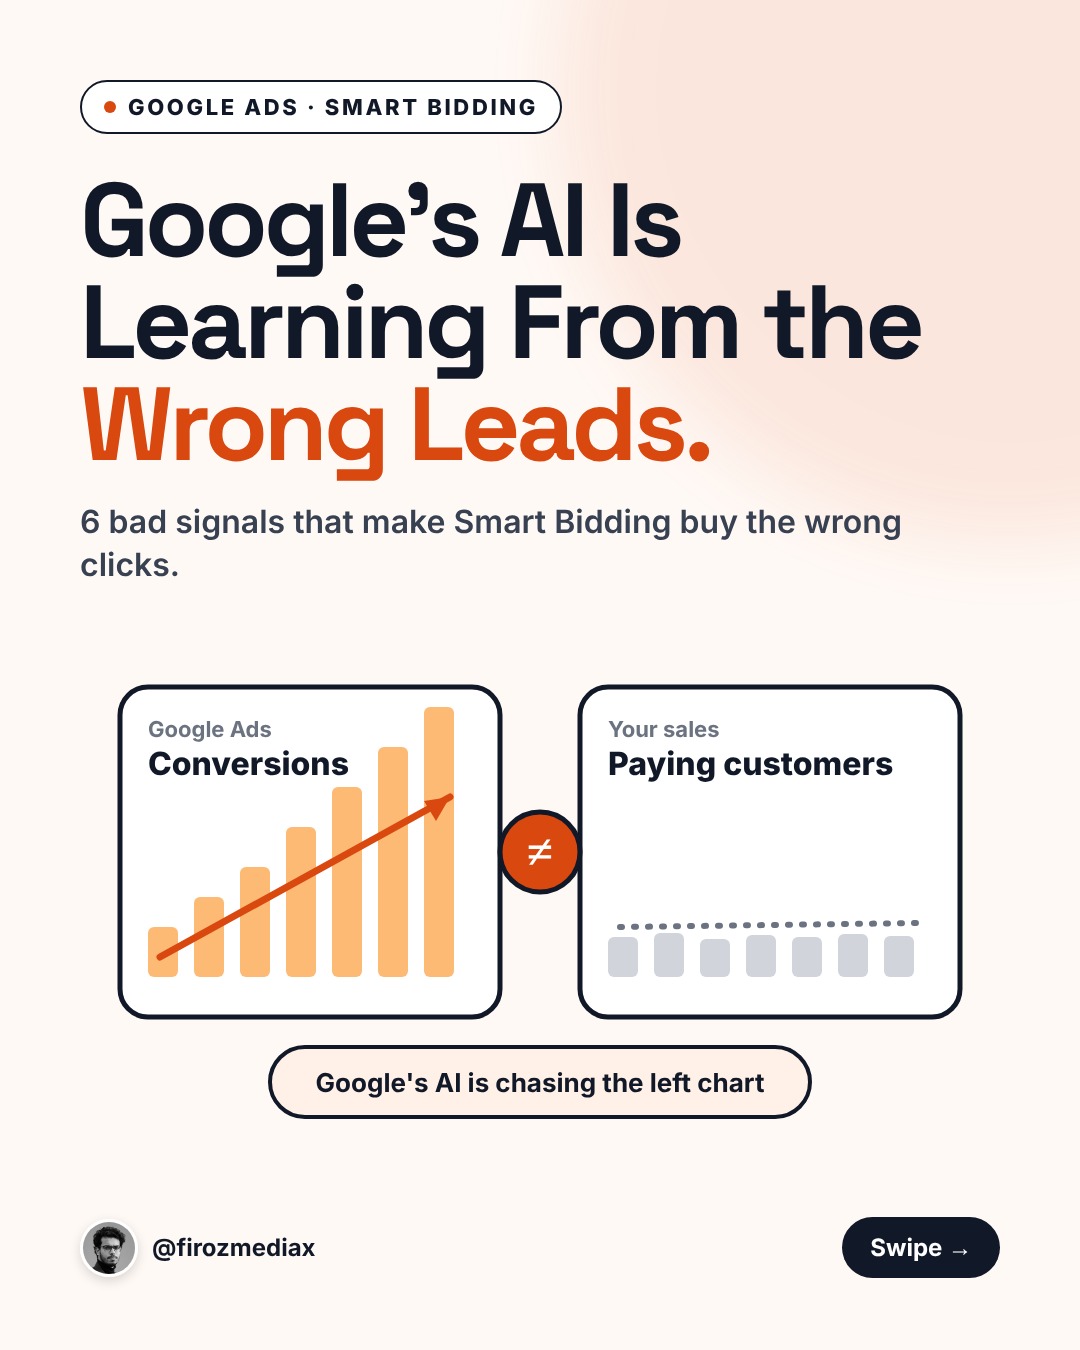 GOOGLE ADS · SMART BIDDING
Google’s AI Is
Learning From the
Wrong Leads.
6 bad signals that make Smart Bidding buy the wrong
clicks.
Google Ads
Conversions
Your sales
Paying customers
≠
Google's AI is chasing the left chart
@firozmediax
Swipe →